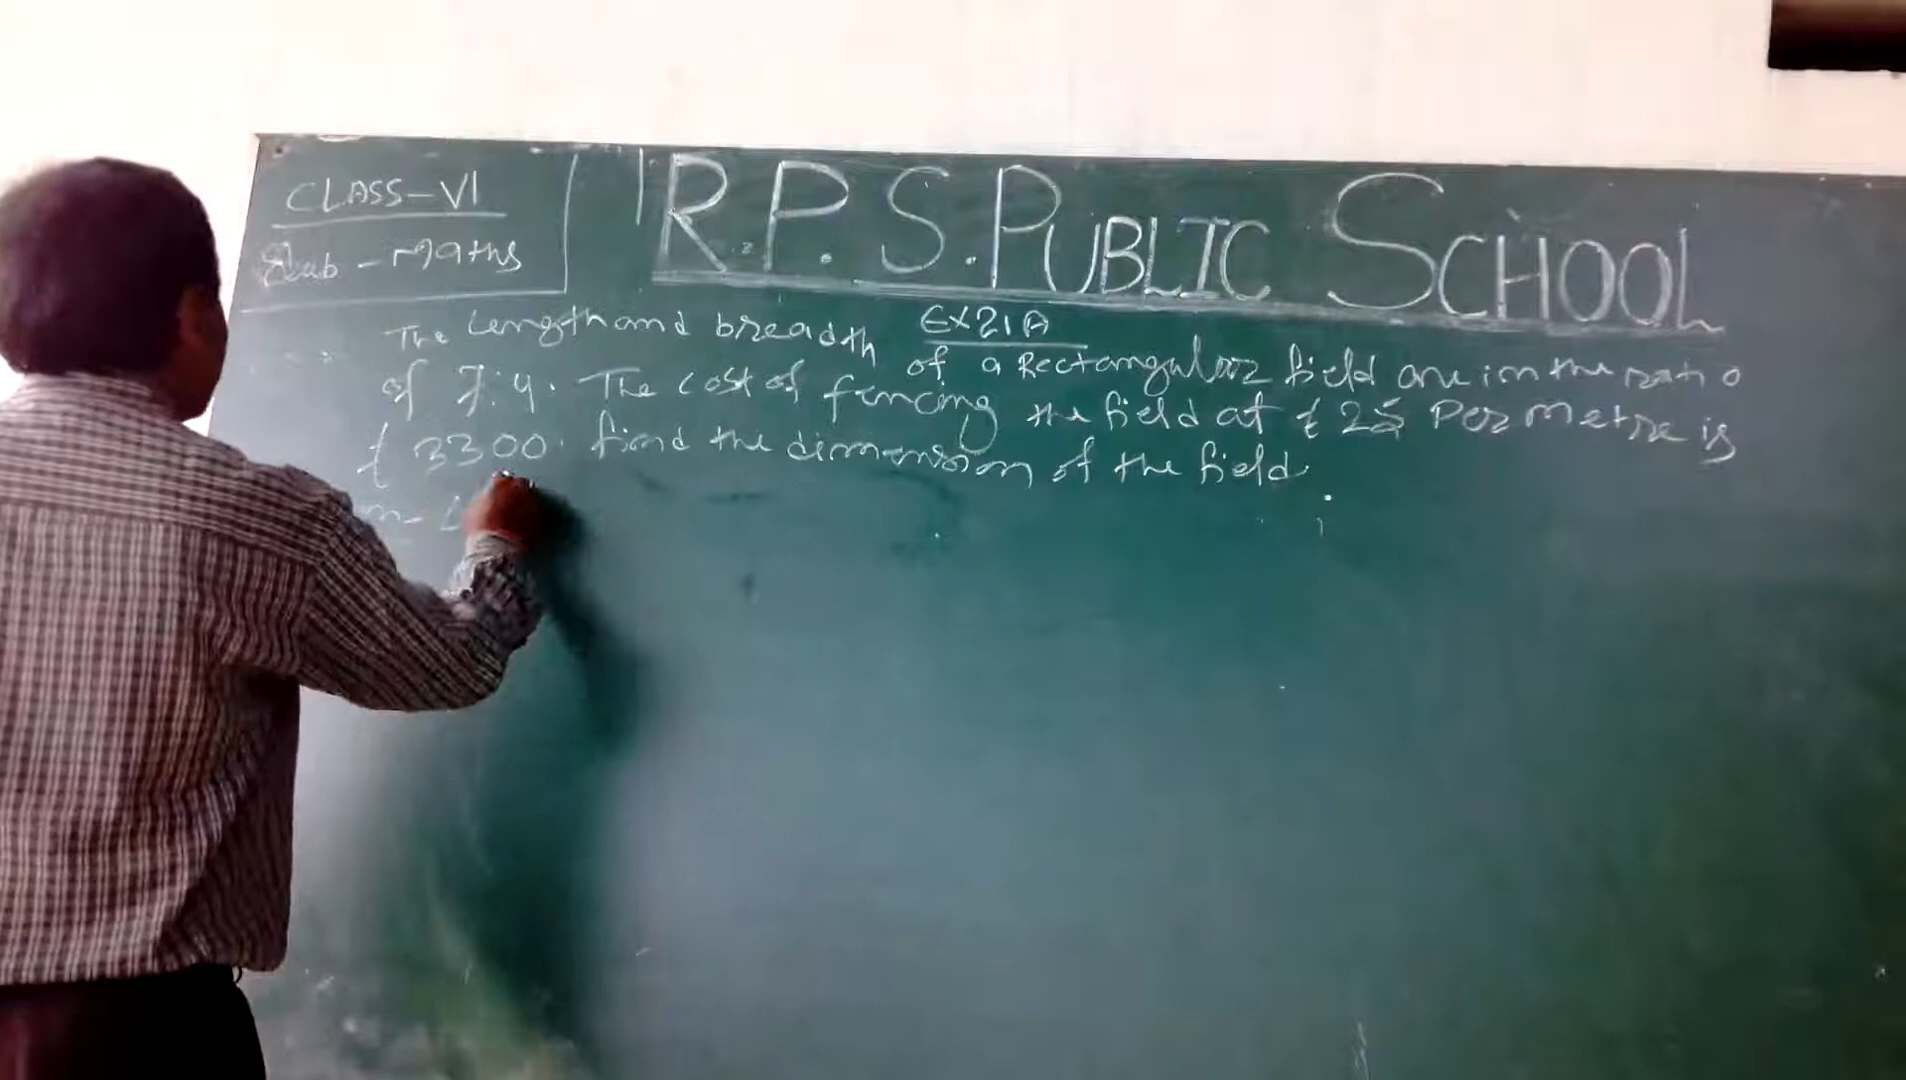 CLASS-VI
Sub - Maths
R.P.S. PUBLIC SCHOOL
EX21A
The Length and breadth of a Rectangular field are in the ratio
of 7:4. The cost of fencing the field at ₹ 25 Per Metre is
₹ 3300. find the dimension of the field.